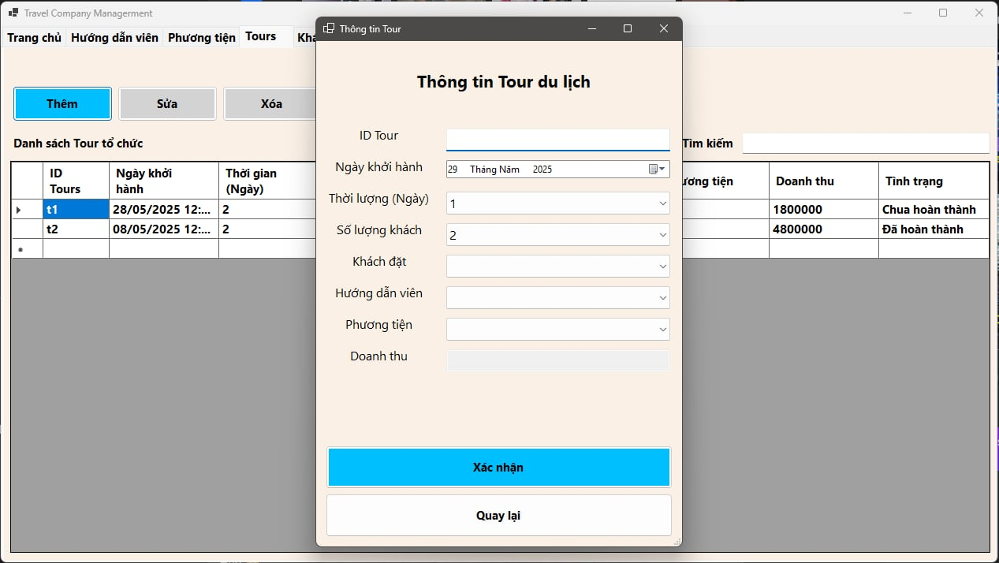 Travel Company Managerment
Trang chủ Hướng dẫn viên Phương tiện Tours
Thêm Sửa Xóa
Danh sách Tour tổ chức
Tìm kiếm
ID Tours Ngày khởi hành Thời gian (Ngày) Doanh thu Tình trạng
t1 28/05/2025 12:... 2 1800000 Chua hoàn thành
t2 08/05/2025 12:... 2 4800000 Đã hoàn thành
Thông tin Tour
Thông tin Tour du lịch
ID Tour
Ngày khởi hành 29 Tháng Năm 2025
Thời lượng (Ngày) 1
Số lượng khách 2
Khách đặt
Hướng dẫn viên
Phương tiện
Doanh thu
Xác nhận
Quay lại